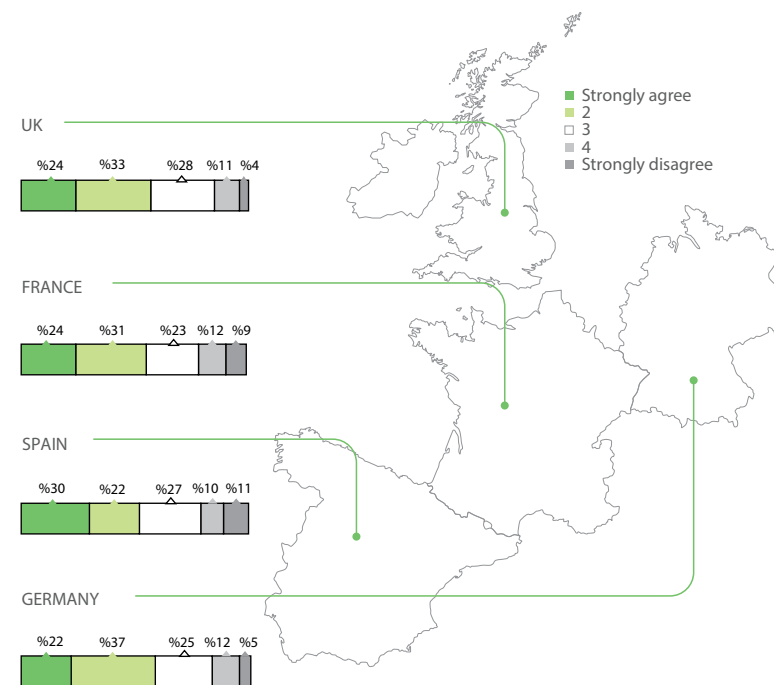 Strongly agree
2
3
4
Strongly disagree
UK
%24 %33 %28 %11 %4
FRANCE
%24 %31 %23 %12 %9
SPAIN
%30 %22 %27 %10 %11
GERMANY
%22 %37 %25 %12 %5